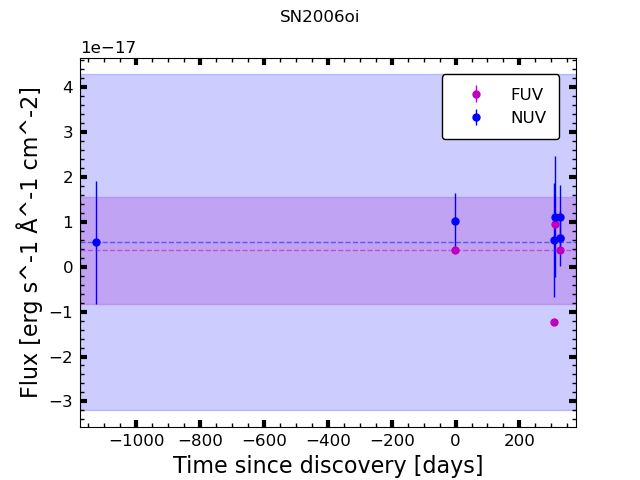 SN2006oi
1e−17
FUV
NUV
4
3
2
1
0
−1
−2
−3
Flux [erg s^-1 Å^-1 cm^-2]
−1000 −800 −600 −400 −200 0 200
Time since discovery [days]